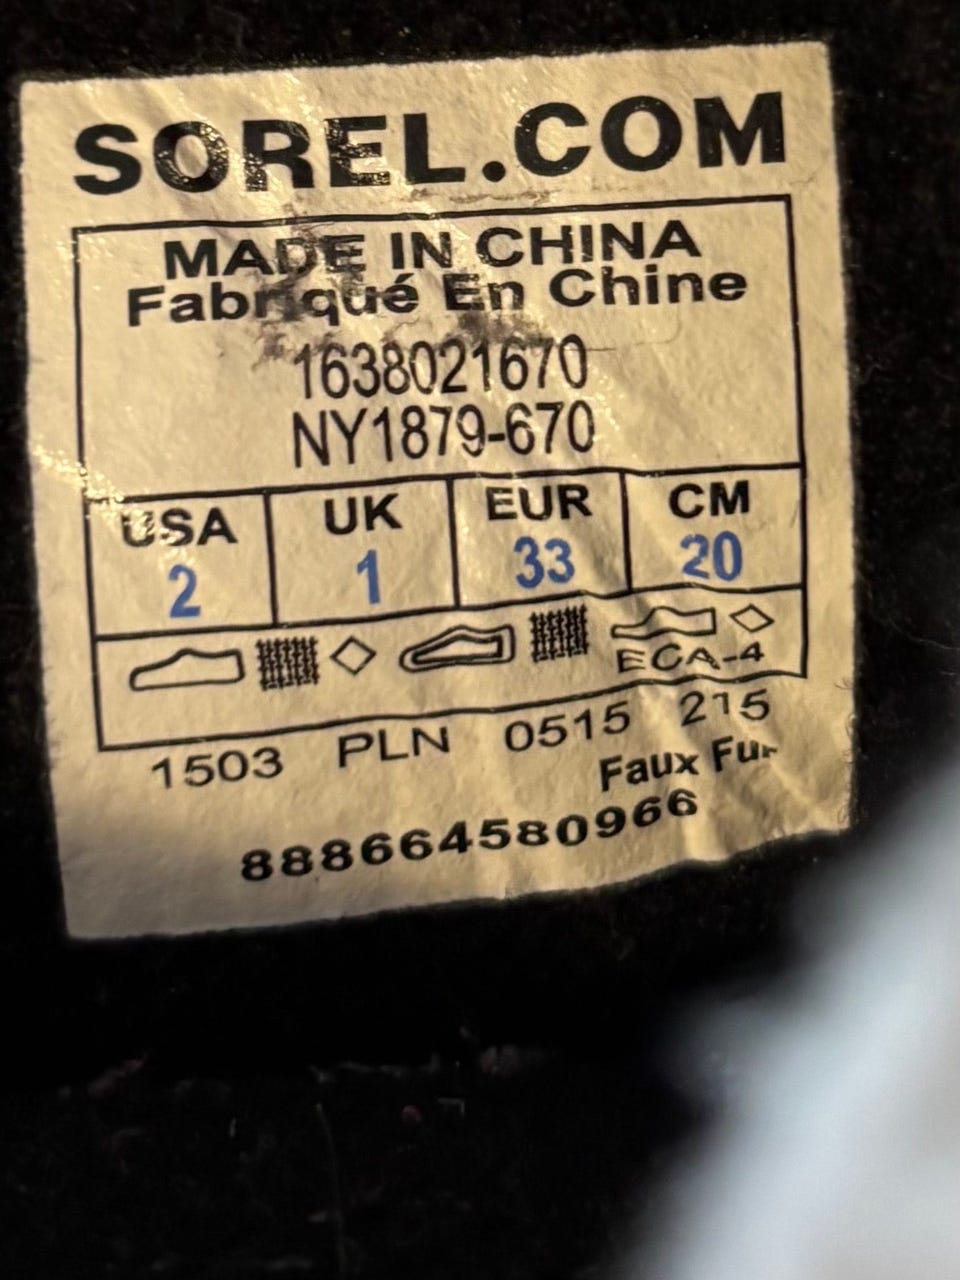 SOREL.COM
MADE IN CHINA
Fabriqué En Chine
1638021670
NY1879-670
USA UK EUR CM
2 1 33 20
ECA-4
1503 PLN 0515 215
Faux Fur
888664580966